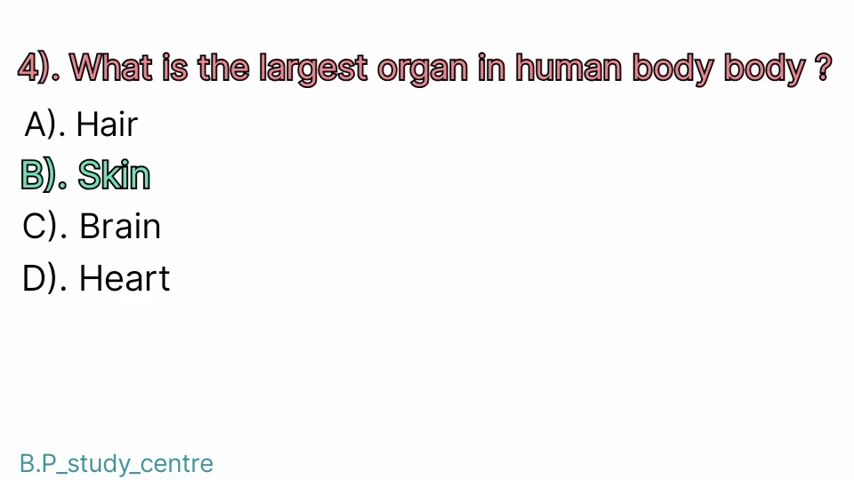 4). What is the largest organ in human body body ?
A). Hair
B). Skin
C). Brain
D). Heart
B.P_study_centre